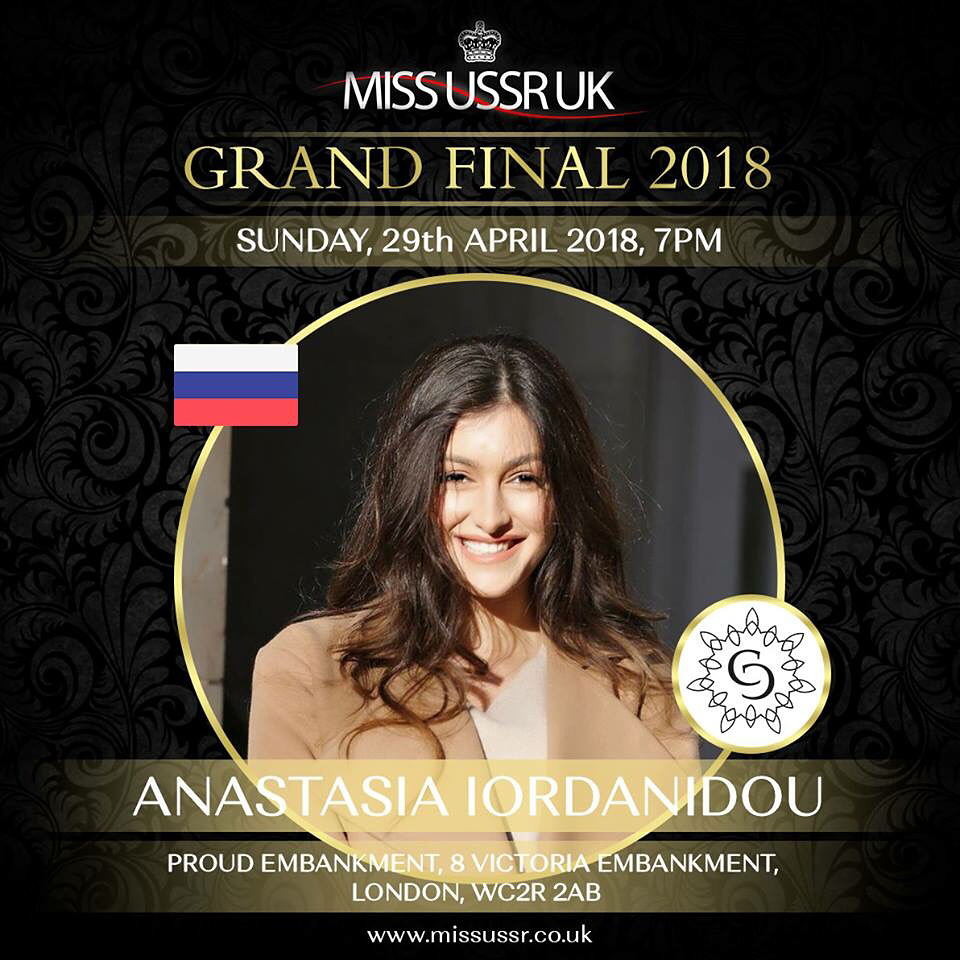 MISS USSR UK
GRAND FINAL 2018
SUNDAY, 29th APRIL 2018, 7PM
ANASTASIA IORDANIDOU
PROUD EMBANKMENT, 8 VICTORIA EMBANKMENT,
LONDON, WC2R 2AB
www.missussr.co.uk